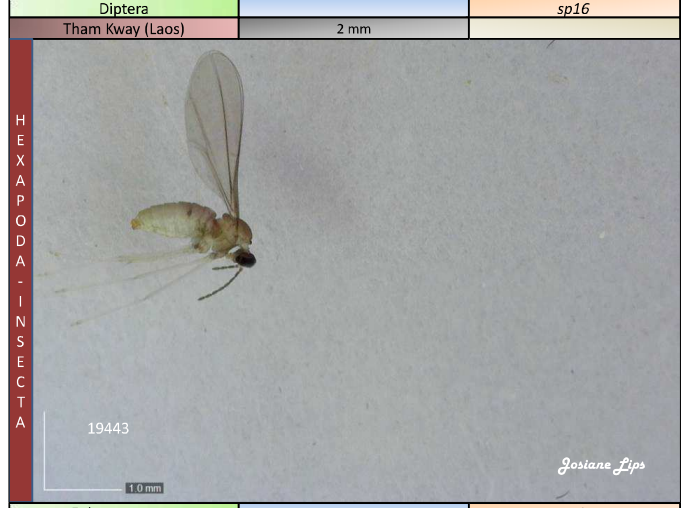 Diptera
sp16
Tham Kway (Laos)
2 mm
HEXAPODA-INSECTA
19443
Josiane Lips
1.0 mm